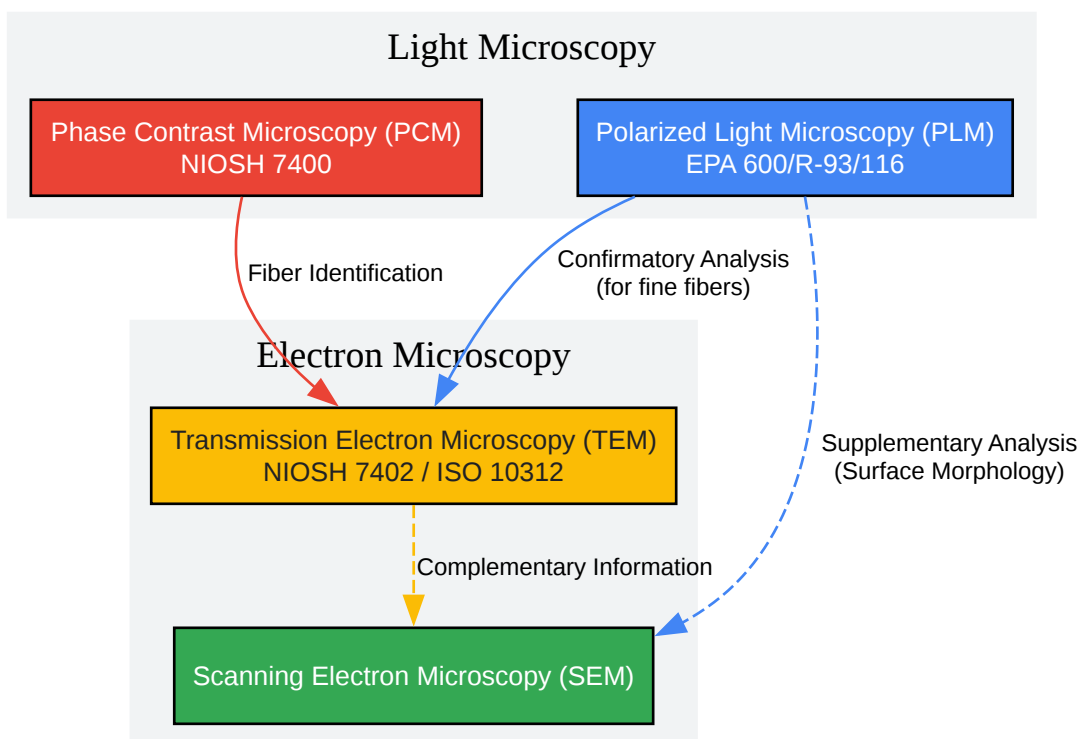 Light Microscopy
Phase Contrast Microscopy (PCM)
NIOSH 7400
Polarized Light Microscopy (PLM)
EPA 600/R-93/116
Fiber Identification
Confirmatory Analysis
(for fine fibers)
Electron Microscopy
Transmission Electron Microscopy (TEM)
NIOSH 7402 / ISO 10312
Supplementary Analysis
(Surface Morphology)
Complementary Information
Scanning Electron Microscopy (SEM)